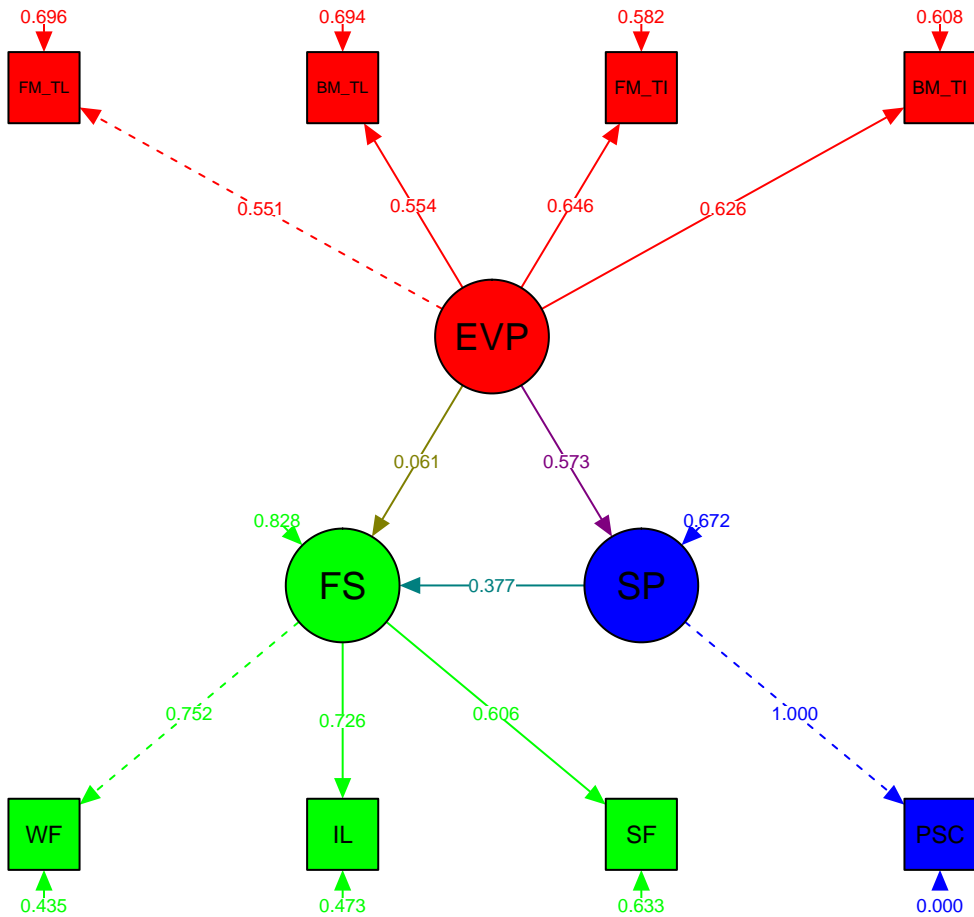 0.696 0.694 0.582 0.608
FM_TL BM_TL FM_TI BM_TI
0.551 0.554 0.646 0.626
EVP
0.061 0.573
0.828 0.672
FS 0.377 SP
0.752 0.726 0.606 1.000
WF IL SF PSC
0.435 0.473 0.633 0.000